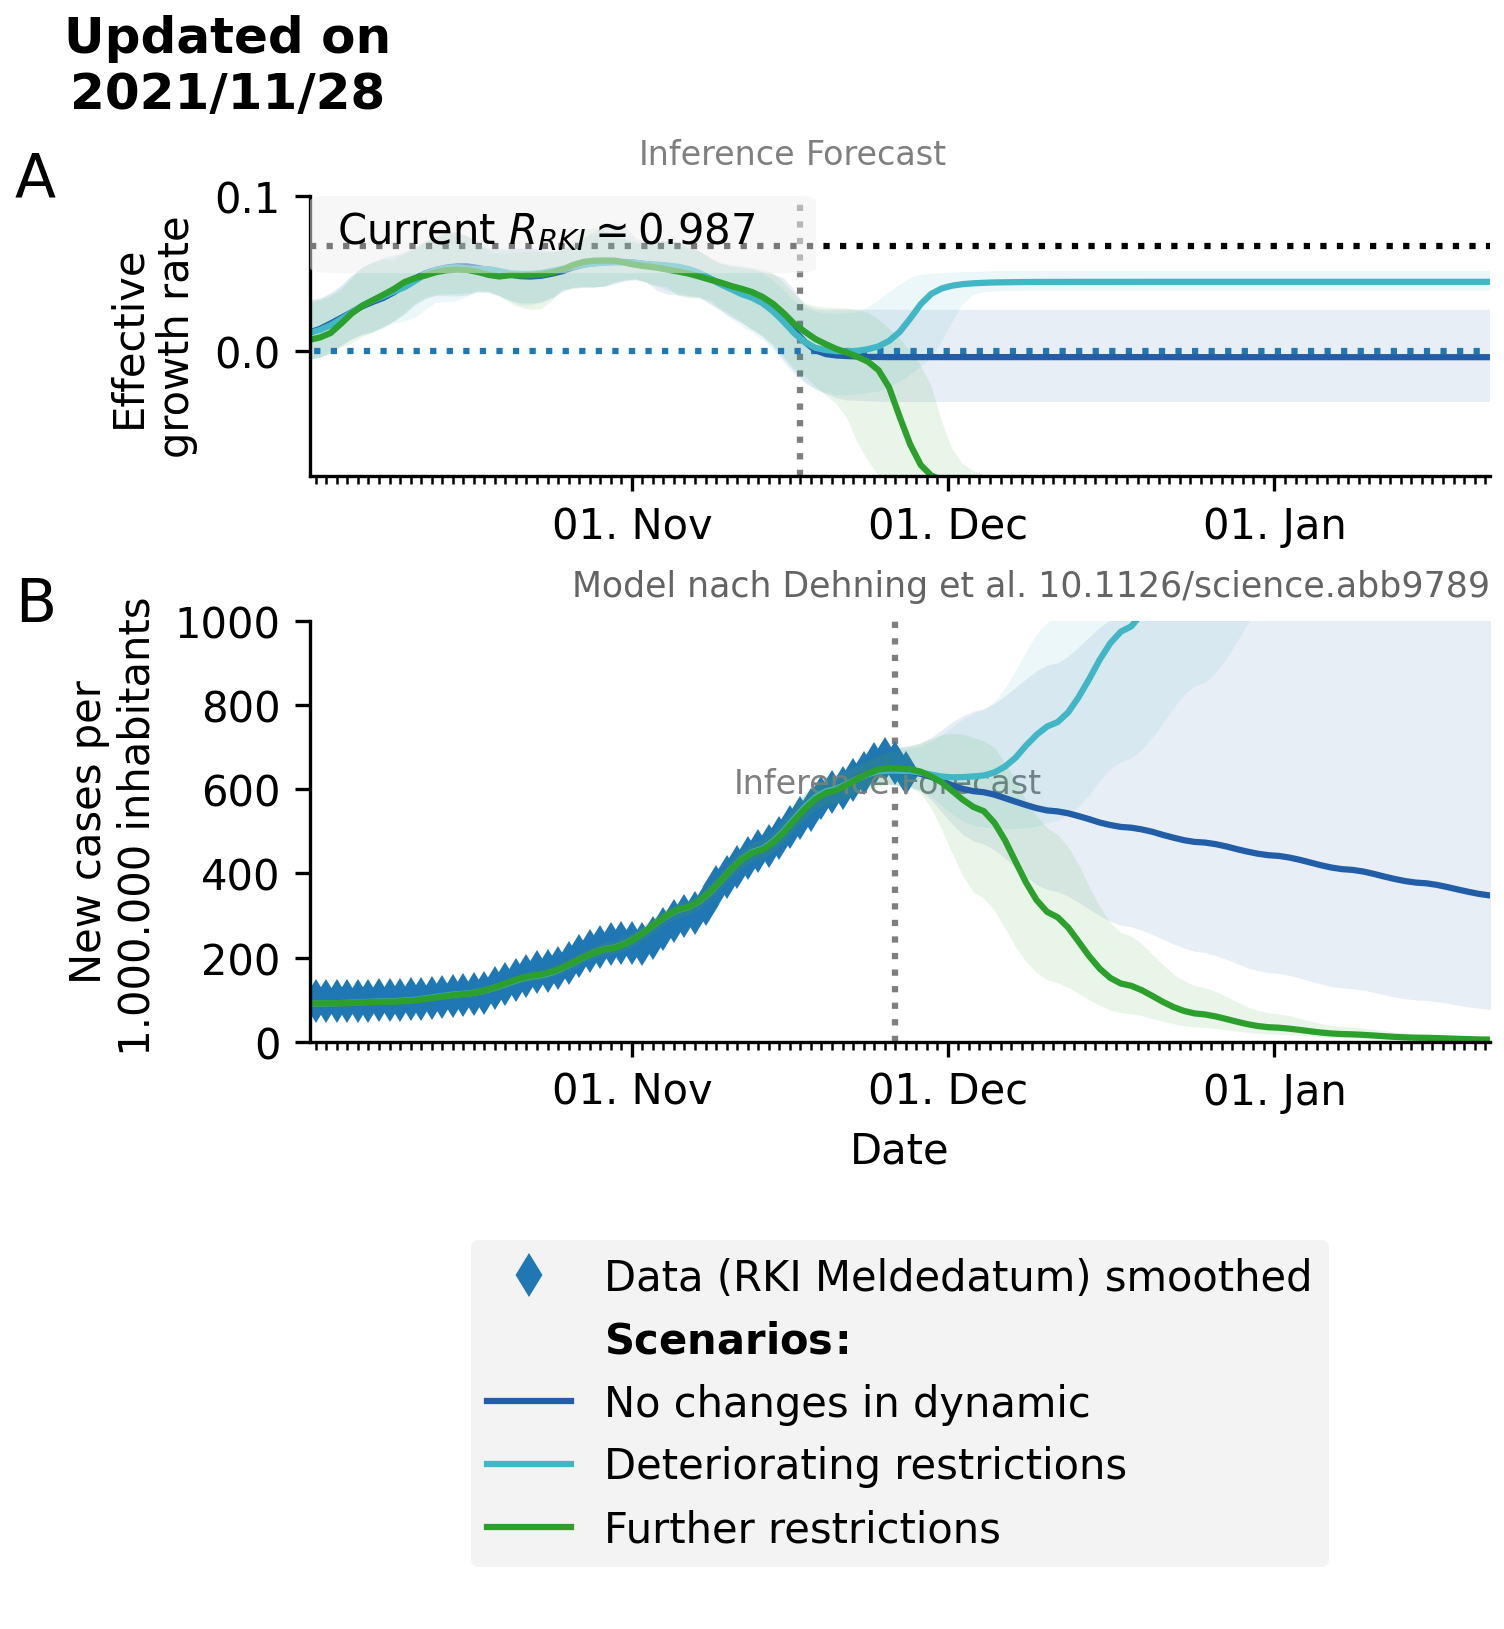 Updated on
2021/11/28
A
Inference Forecast
Effective
growth rate
0.1
0.0
Current R_RKI ≃ 0.987
01. Nov
01. Dec
01. Jan
B
Model nach Dehning et al. 10.1126/science.abb9789
New cases per
1.000.000 inhabitants
1000
800
600
400
200
0
Inference Forecast
01. Nov
01. Dec
01. Jan
Date
Data (RKI Meldedatum) smoothed
Scenarios:
No changes in dynamic
Deteriorating restrictions
Further restrictions